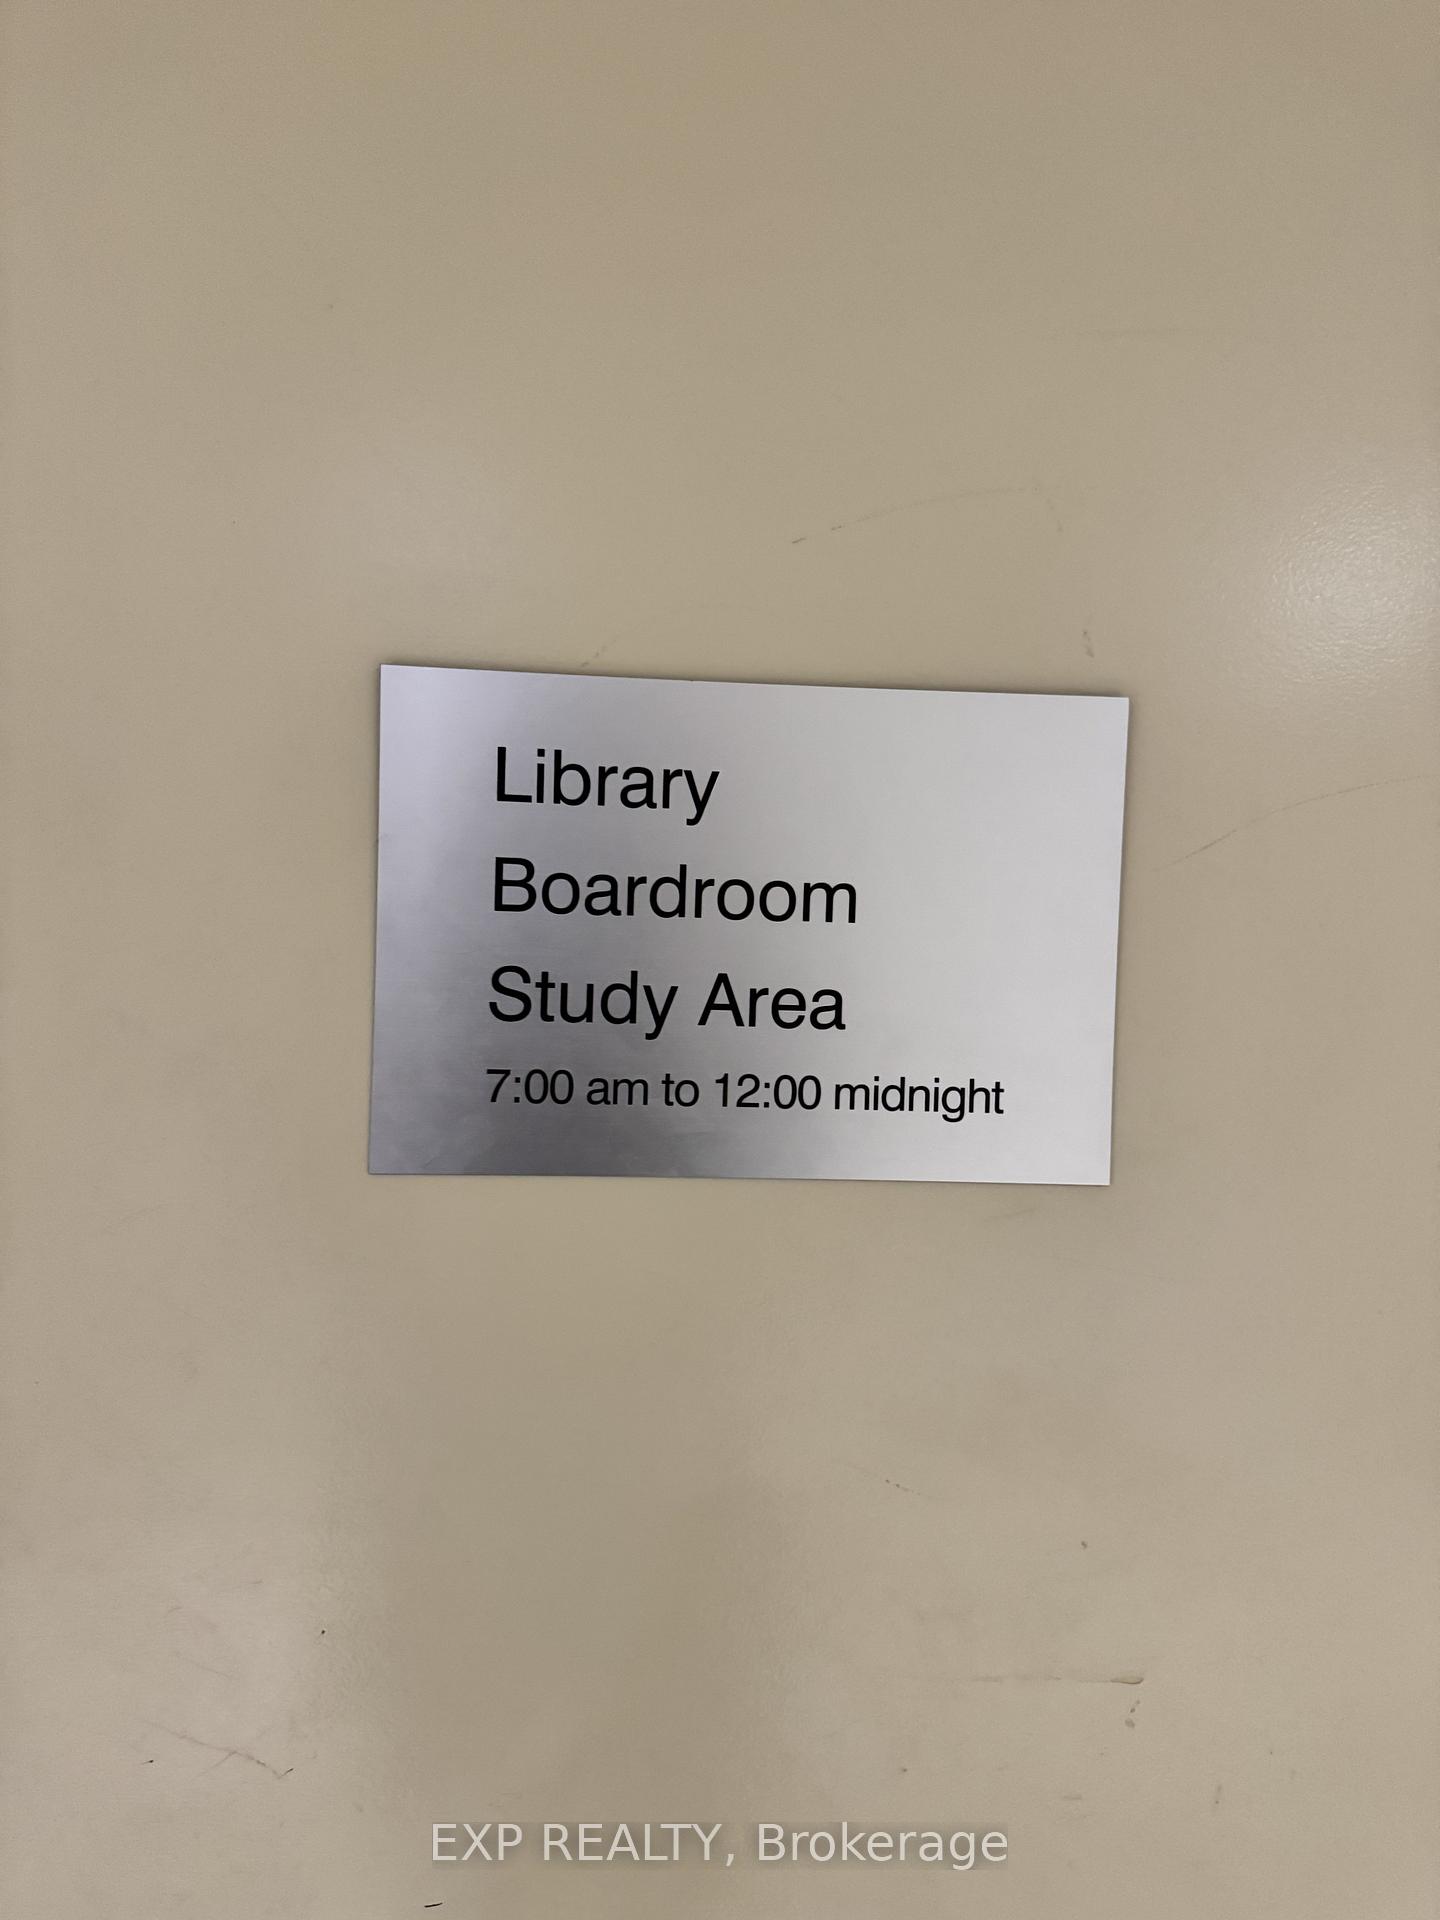 Library
Boardroom
Study Area
7:00 am to 12:00 midnight
EXP REALTY, Brokerage